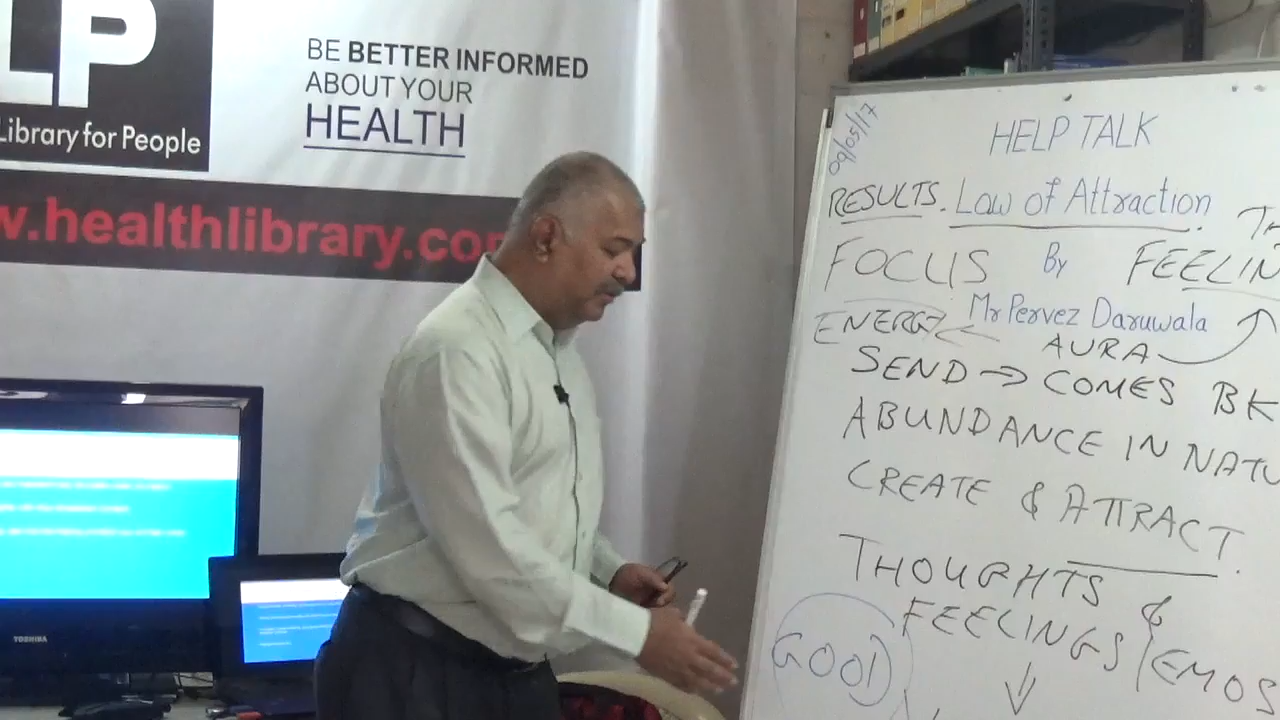 LP
Library for People
BE BETTER INFORMED
ABOUT YOUR
HEALTH
w.healthlibrary.com
TOSHIBA
09/05/17
HELP TALK
RESULTS. Law of Attraction.
FOCUS By FEELIN
ENERGY Mr Pervez Daruwala
AURA
SEND → COMES BK
ABUNDANCE IN NATU
CREATE & ATTRACT.
THOUGHTS &
FEELINGS (EMOS
GOOD